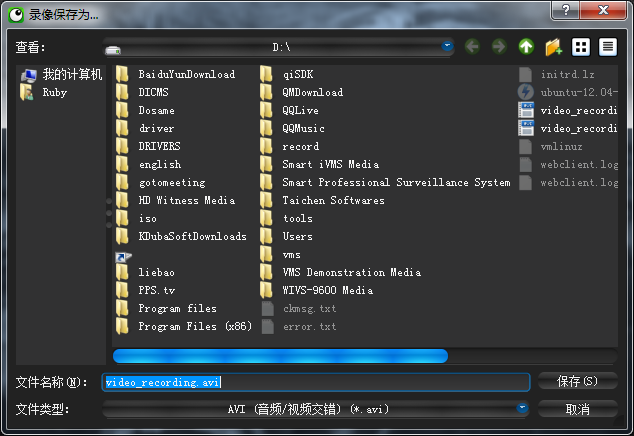 录像保存为...
查看:
D:\
我的计算机
Ruby
BaiduYunDownload
DICMS
Dosame
driver
DRIVERS
english
gotomeeting
HD Witness Media
iso
KDubaSoftDownloads
liebao
PPS.tv
Program files
Program Files (x86)
qiSDK
QMDownload
QQLive
QQMusic
record
Smart iVMS Media
Smart Professional Surveillance System
Taichen Softwares
tools
Users
vms
VMS Demonstration Media
WIVS-9600 Media
ckmsg.txt
error.txt
initrd.lz
ubuntu-12.04-
video_recordi
video_recordi
vmlinuz
webclient.log
webclient.log
文件名称(N):
video_recording.avi
保存(S)
文件类型:
AVI (音频/视频交错) (*.avi)
取消